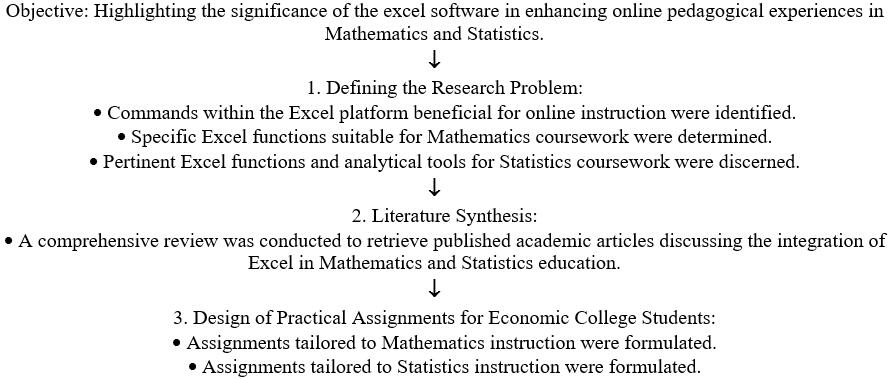 Objective: Highlighting the significance of the excel software in enhancing online pedagogical experiences in
Mathematics and Statistics.
↓
1. Defining the Research Problem:
• Commands within the Excel platform beneficial for online instruction were identified.
• Specific Excel functions suitable for Mathematics coursework were determined.
• Pertinent Excel functions and analytical tools for Statistics coursework were discerned.
↓
2. Literature Synthesis:
• A comprehensive review was conducted to retrieve published academic articles discussing the integration of
Excel in Mathematics and Statistics education.
↓
3. Design of Practical Assignments for Economic College Students:
• Assignments tailored to Mathematics instruction were formulated.
• Assignments tailored to Statistics instruction were formulated.